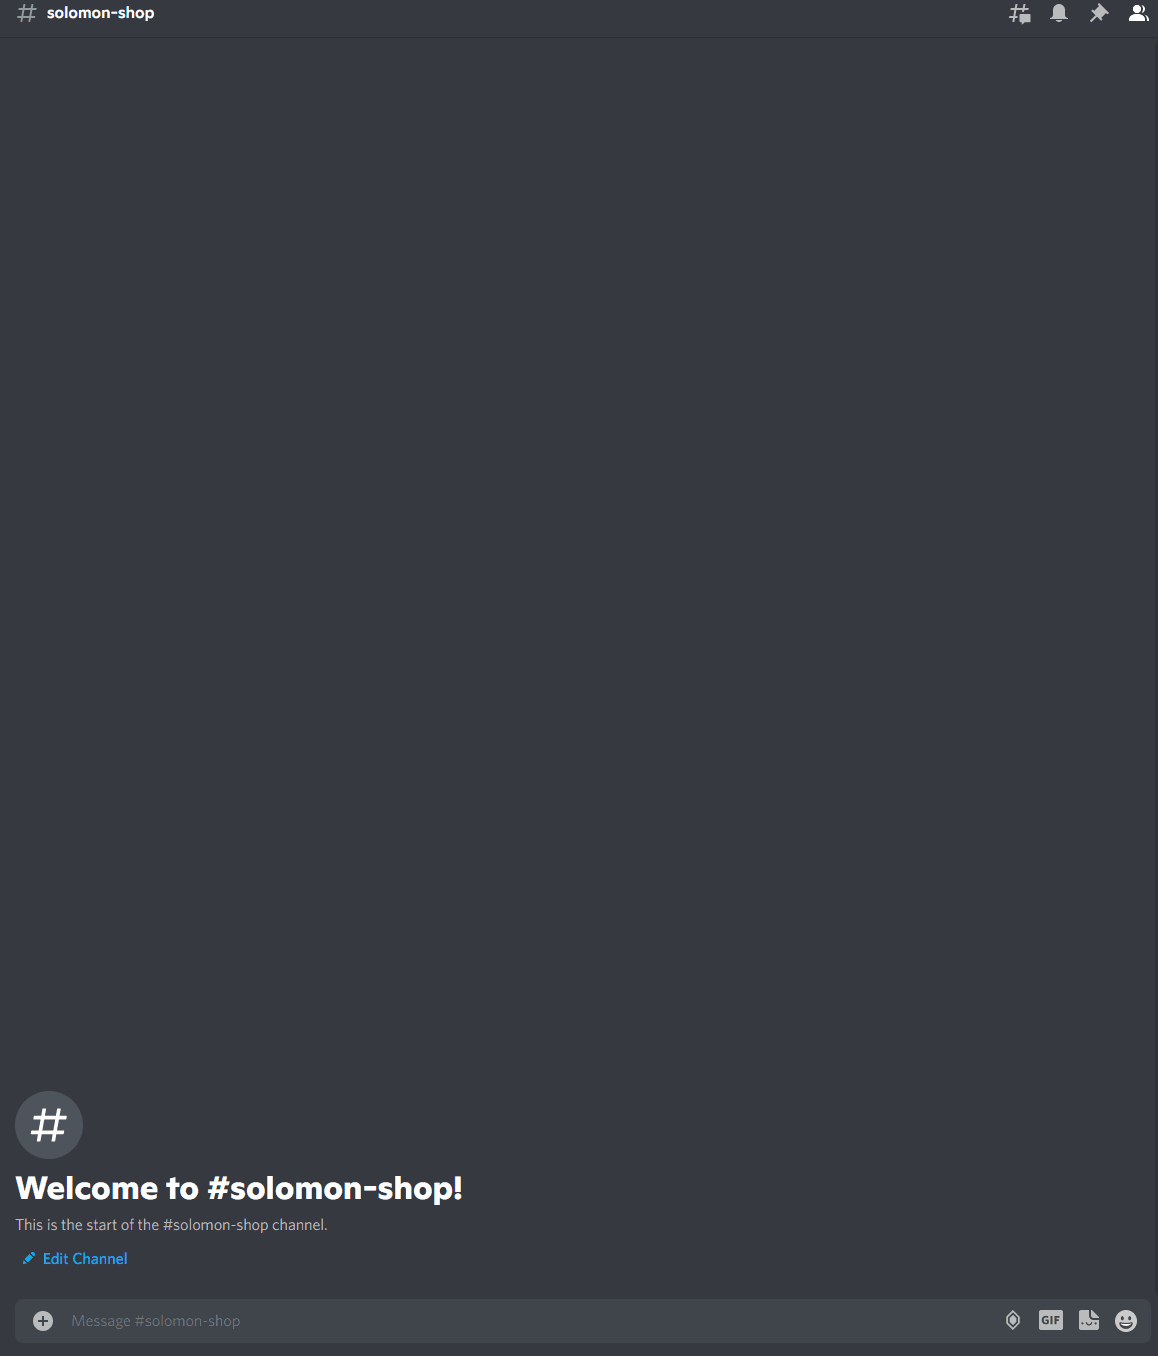 solomon-shop
Welcome to #solomon-shop!
This is the start of the #solomon-shop channel.
Edit Channel
Message #solomon-shop
GIF